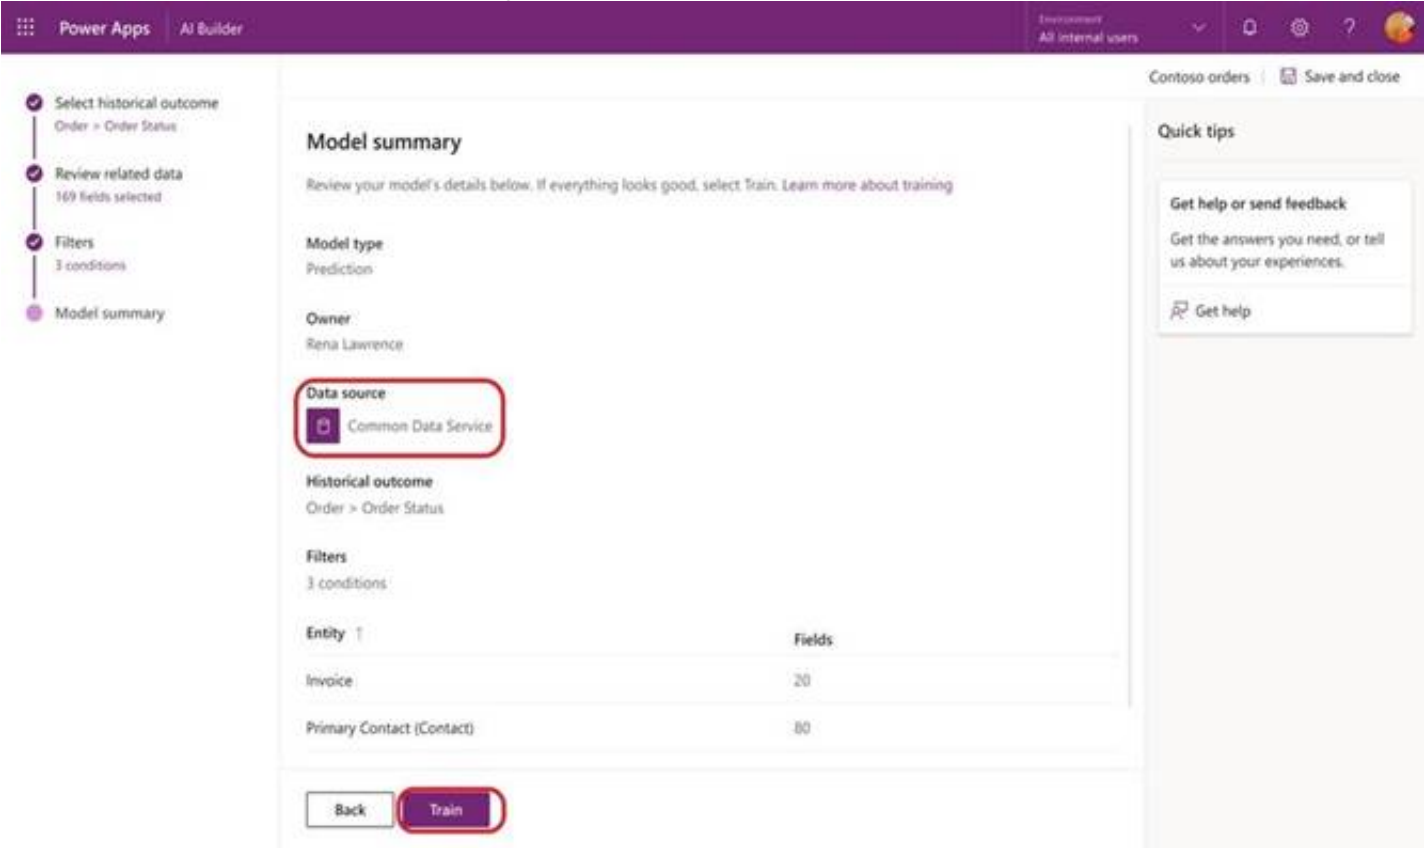 Power Apps
AI Builder
Environment
All internal users
?
Contoso orders
Save and close
Select historical outcome
Order > Order Status
Review related data
169 fields selected
Filters
3 conditions
Model summary
Model summary
Review your model's details below. If everything looks good, select Train. Learn more about training
Model type
Prediction
Owner
Rena Lawrence
Data source
Common Data Service
Historical outcome
Order > Order Status
Filters
3 conditions
Entity ↑
Fields
Invoice
20
Primary Contact (Contact)
80
Back
Train
Quick tips
Get help or send feedback
Get the answers you need, or tell
us about your experiences.
Get help